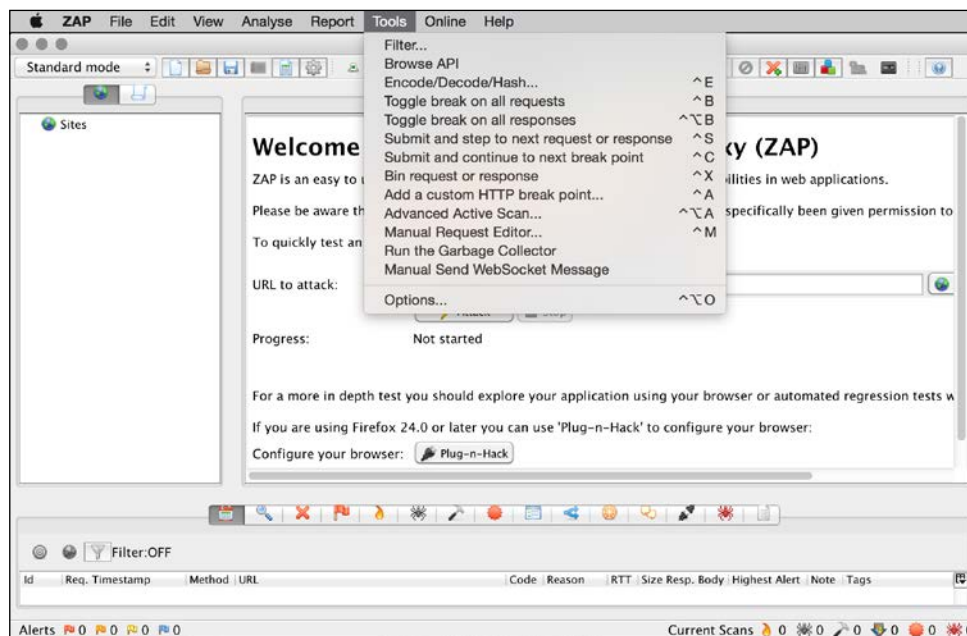 ZAP File Edit View Analyse Report Tools Online Help
Standard mode
Filter...
Browse API
Encode/Decode/Hash... ^E
Toggle break on all requests ^B
Toggle break on all responses ^⌥B
Submit and step to next request or response ^S
Submit and continue to next break point ^C
Bin request or response ^X
Add a custom HTTP break point... ^A
Advanced Active Scan... ^⌥A
Manual Request Editor... ^M
Run the Garbage Collector
Manual Send WebSocket Message
Options... ^⌥O
Sites
Welcome xy (ZAP)
ZAP is an easy to ilities in web applications.
Please be aware th specifically been given permission to
To quickly test an
URL to attack:
Progress: Not started
For a more in depth test you should explore your application using your browser or automated regression tests w
If you are using Firefox 24.0 or later you can use 'Plug-n-Hack' to configure your browser:
Configure your browser: Plug-n-Hack
Filter:OFF
Id Req. Timestamp Method URL Code Reason RTT Size Resp. Body Highest Alert Note Tags
Alerts 0 0 0 0 Current Scans 0 0 0 0 0